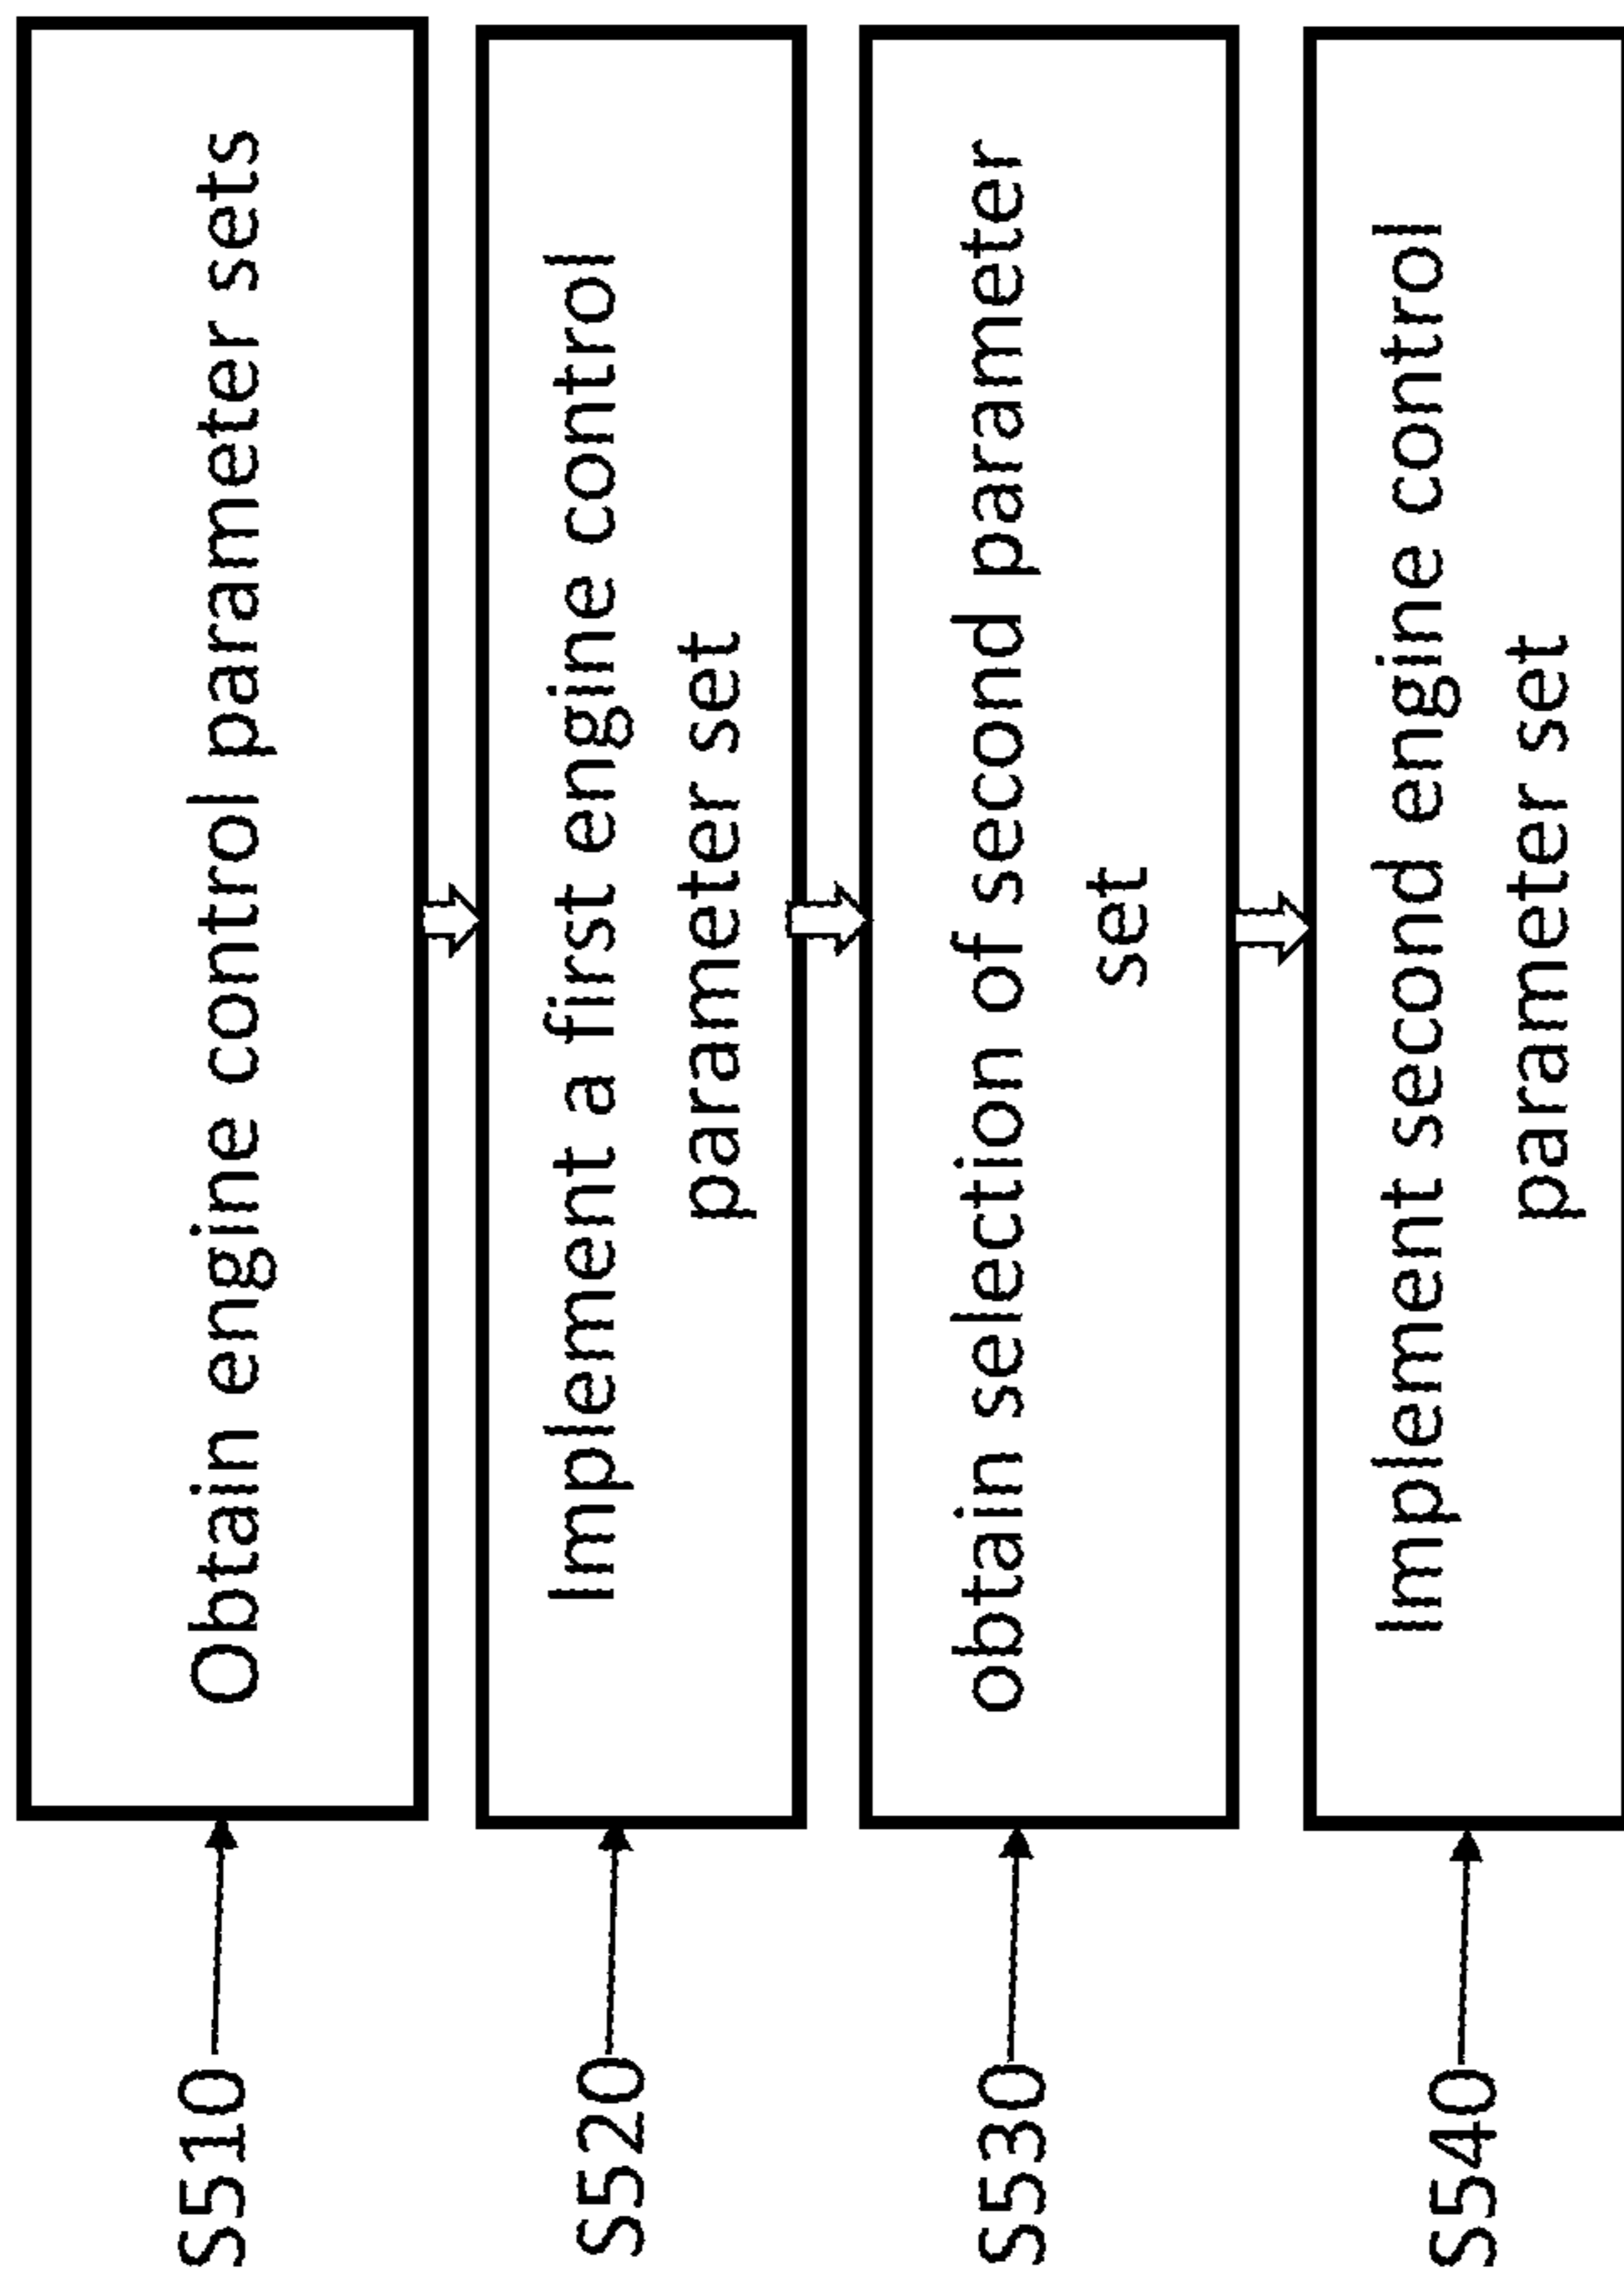 S510
Obtain engine control parameter sets
S520
Implement a first engine control
parameter set
S530
obtain selection of second parameter
set
S540
Implement second engine control
parameter set